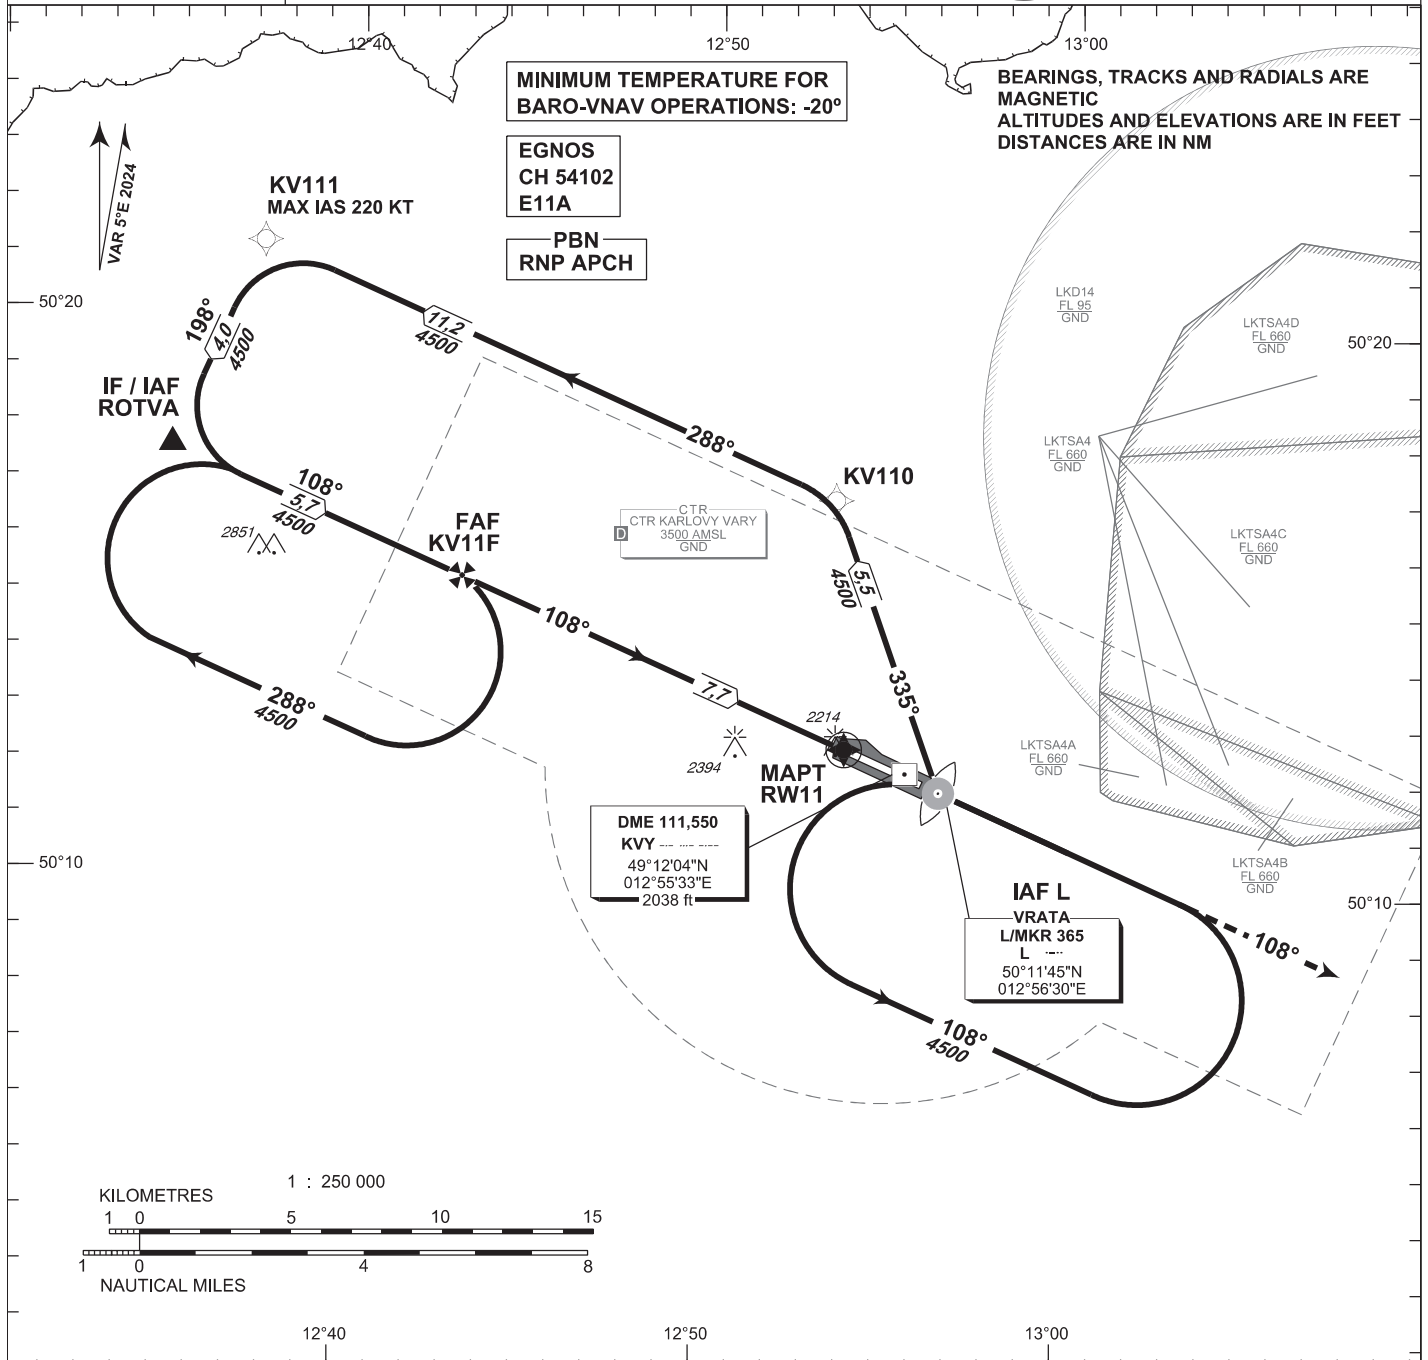 12°40
12°50
13°00
MINIMUM TEMPERATURE FOR
BARO-VNAV OPERATIONS: -20°
BEARINGS, TRACKS AND RADIALS ARE
MAGNETIC
ALTITUDES AND ELEVATIONS ARE IN FEET
DISTANCES ARE IN NM
EGNOS
CH 54102
E11A
PBN
RNP APCH
VAR 5°E 2024
KV111
MAX IAS 220 KT
50°20
198°
4,0
4500
11,2
4500
LKD14
FL 95
GND
LKTSA4D
FL 660
GND
50°20
IF / IAF
ROTVA
288°
LKTSA4
FL 660
GND
108°
5,7
4500
KV110
2851
FAF
KV11F
CTR
CTR KARLOVY VARY
D
3500 AMSL
GND
LKTSA4C
FL 660
GND
5,5
4500
108°
335°
288°
4500
7,7
2214
2394
MAPT
RW11
LKTSA4A
FL 660
GND
DME 111,550
KVY
49°12'04"N
012°55'33"E
2038 ft
50°10
LKTSA4B
FL 660
GND
IAF L
VRATA
L/MKR 365
L
50°11'45"N
012°56'30"E
50°10
108°
108°
4500
1 : 250 000
KILOMETRES
1 0 5 10 15
1 0 4 8
NAUTICAL MILES
12°40
12°50
13°00